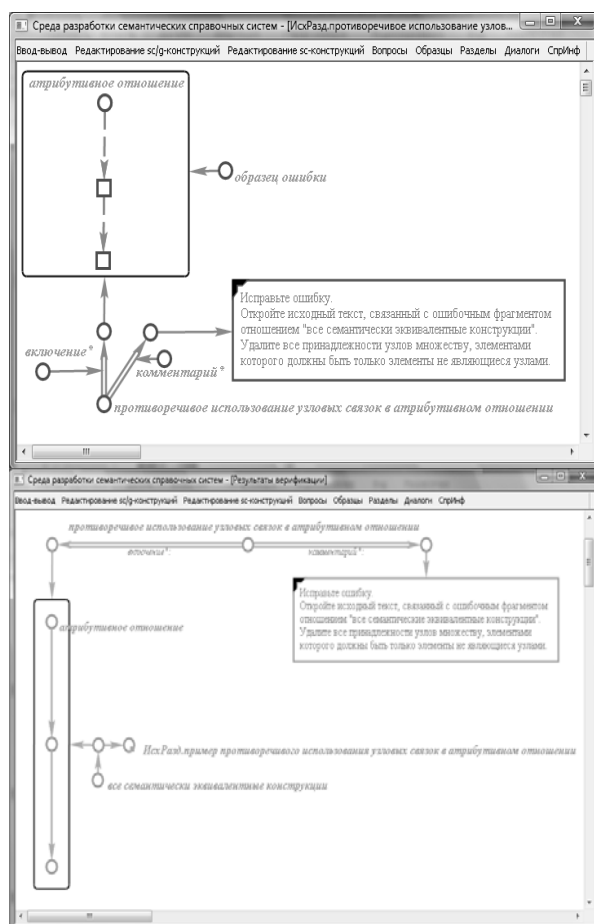 Среда разработки семантических справочных систем - [ИсхРазд.противоречивое использование узлов...
Ввод-вывод Редактирование sc/g-конструкций Редактирование sc-конструкций Вопросы Образцы Разделы Диалоги СпрИнф
атрибутивное отношение
образец ошибки
Исправьте ошибку.
Откройте исходный текст, связанный с ошибочным фрагментом
отношением "все семантически эквивалентные конструкции".
Удалите все принадлежности узлов множеству, элементами
которого должны быть только элементы не являющиеся узлами.
включение*
комментарий*
противоречивое использование узловых связок в атрибутивном отношении
Среда разработки семантических справочных систем - [Результаты верификации]
Ввод-вывод Редактирование sc/g-конструкций Редактирование sc-конструкций Вопросы Образцы Разделы Диалоги СпрИнф
противоречивое использование узловых связок в атрибутивном отношении
включение*:
комментарий*:
Исправьте ошибку.
Откройте исходный текст, связанный с ошибочным фрагментом
отношением "все семантические эквивалентные конструкции".
Удалите все принадлежности узлов множеству, элементами
которого должны быть только элементы не являющиеся узлами.
атрибутивное отношение
ИсхРазд.пример противоречивого использования узловых связок в атрибутивном отношении
все семантически эквивалентные конструкции